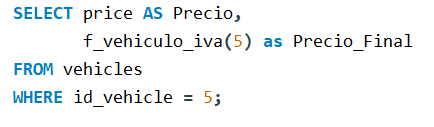 SELECT price AS Precio,
       f_vehiculo_iva(5) as Precio_Final
FROM vehicles
WHERE id_vehicle = 5;